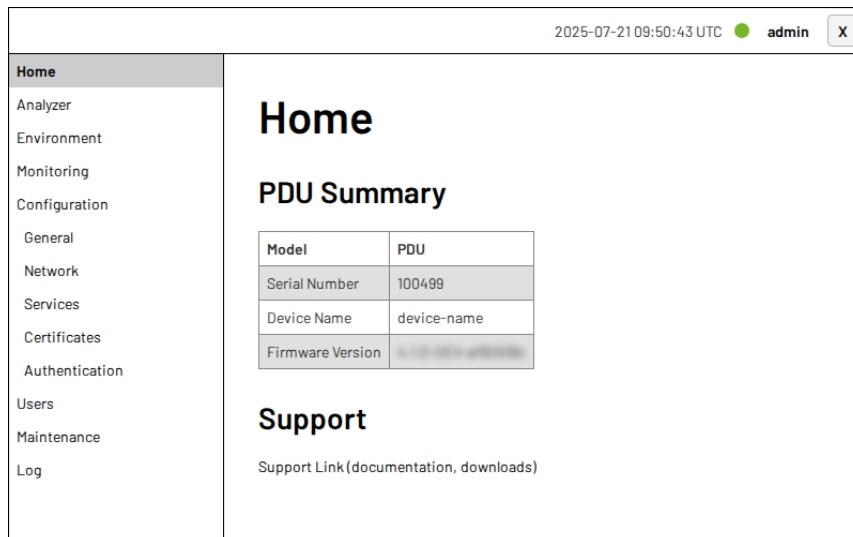 2025-07-21 09:50:43 UTC admin X
Home
Analyzer
Environment
Monitoring
Configuration
General
Network
Services
Certificates
Authentication
Users
Maintenance
Log
Home
PDU Summary
Model PDU
Serial Number 100499
Device Name device-name
Firmware Version
Support
Support Link (documentation, downloads)